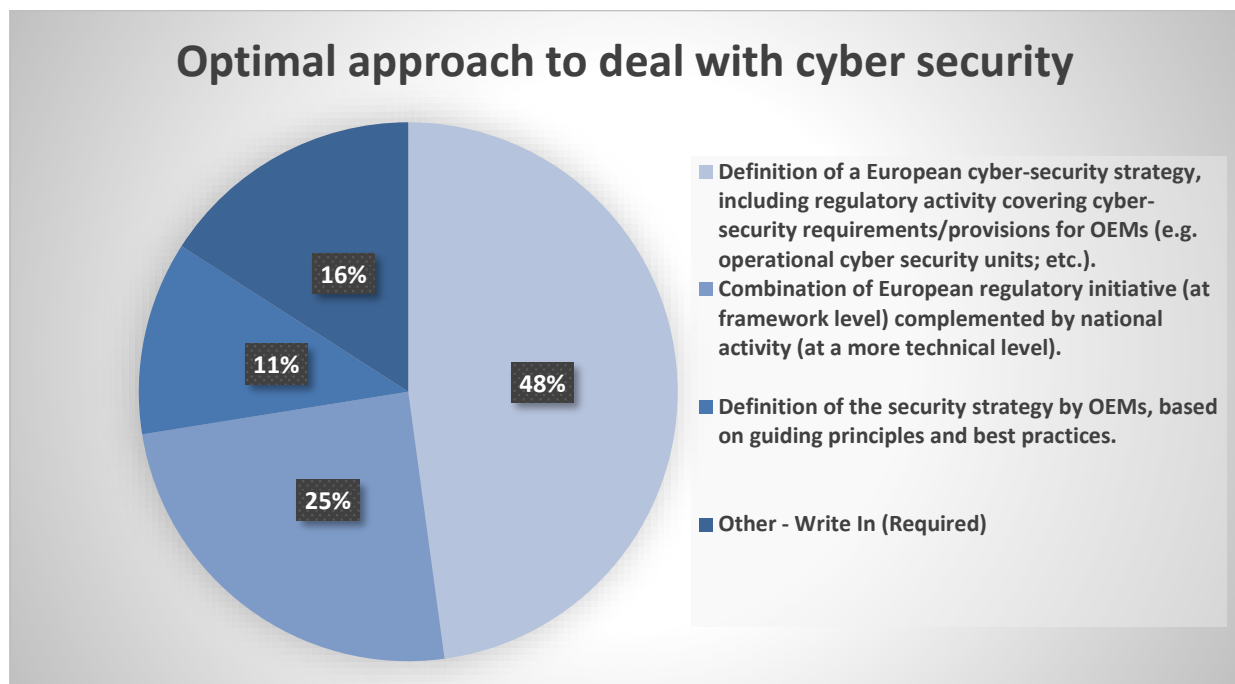 Optimal approach to deal with cyber security
16%
11%
48%
25%
Definition of a European cyber-security strategy,
including regulatory activity covering cyber-
security requirements/provisions for OEMs (e.g.
operational cyber security units; etc.).
Combination of European regulatory initiative (at
framework level) complemented by national
activity (at a more technical level).
Definition of the security strategy by OEMs, based
on guiding principles and best practices.
Other - Write In (Required)